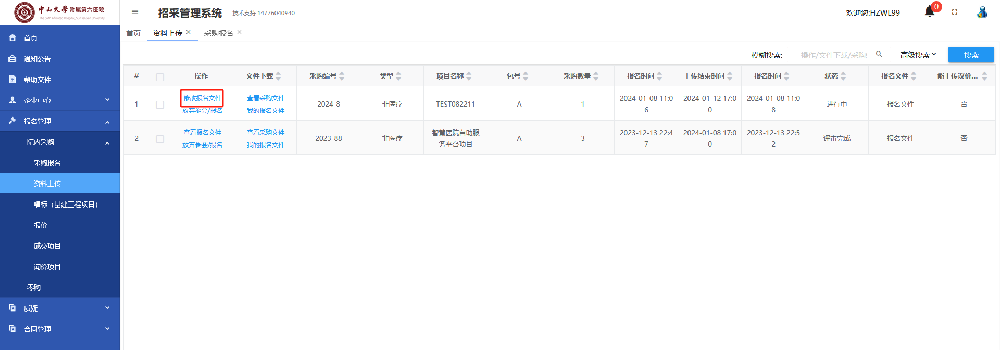 中山大學附属第六医院
The Sixth Affiliated Hospital, Sun Yat-sen University
招采管理系统 技术支持:14776040940
欢迎您:HZWL99
0
首页
通知公告
帮助文件
企业中心
报名管理
院内采购
采购报名
资料上传
唱标（基建工程项目）
报价
成交项目
询价项目
零购
质疑
合同管理
首页 资料上传 采购报名
模糊搜索: 操作/文件下载/采购 高级搜索 搜索
# 操作 文件下载 采购编号 类型 项目名称 包号 采购数量 报名时间 上传结束时间 报名时间 状态 报名文件 能上传议价...
1 修改报名文件 查看采购文件 2024-8 非医疗 TEST082211 A 1 2024-01-08 11:0 2024-01-12 17:0 2024-01-08 11:0 进行中 报名文件 否
放弃参会/报名 我的报名文件 6 0 8
2 查看报名文件 查看采购文件 2023-88 非医疗 智慧医院自助服 A 3 2023-12-13 22:4 2024-01-08 17:0 2023-12-13 22:5 评审完成 报名文件 否
放弃参会/报名 我的报名文件 务平台项目 7 0 2